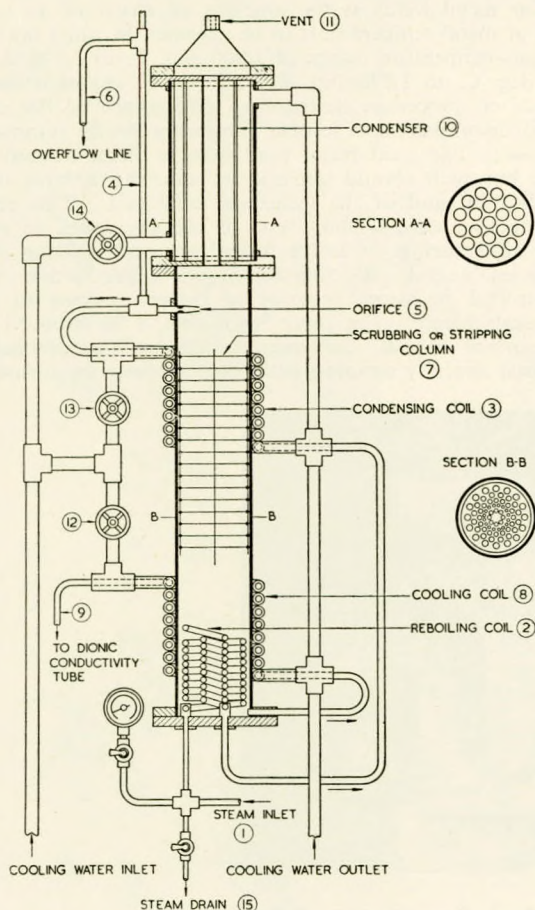 VENT 11
6
OVERFLOW LINE
CONDENSER 10
4
14
A
A
SECTION A-A
ORIFICE 5
SCRUBBING OR STRIPPING
COLUMN
7
13
CONDENSING COIL 3
SECTION B-B
B
B
12
COOLING COIL 8
9
REBOILING COIL 2
TO DIONIC
CONDUCTIVITY
TUBE
STEAM INLET
1
COOLING WATER INLET
COOLING WATER OUTLET
STEAM DRAIN 15